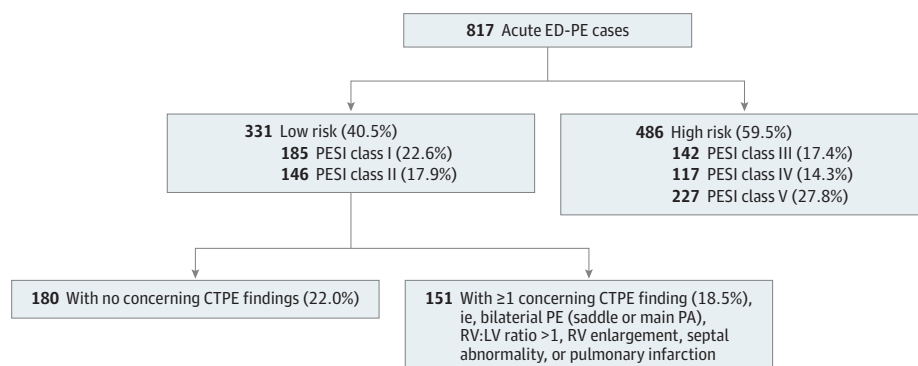 817 Acute ED-PE cases
331 Low risk (40.5%)
185 PESI class I (22.6%)
146 PESI class II (17.9%)
486 High risk (59.5%)
142 PESI class III (17.4%)
117 PESI class IV (14.3%)
227 PESI class V (27.8%)
180 With no concerning CTPE findings (22.0%)
151 With ≥1 concerning CTPE finding (18.5%),
ie, bilaterial PE (saddle or main PA),
RV:LV ratio >1, RV enlargement, septal
abnormality, or pulmonary infarction